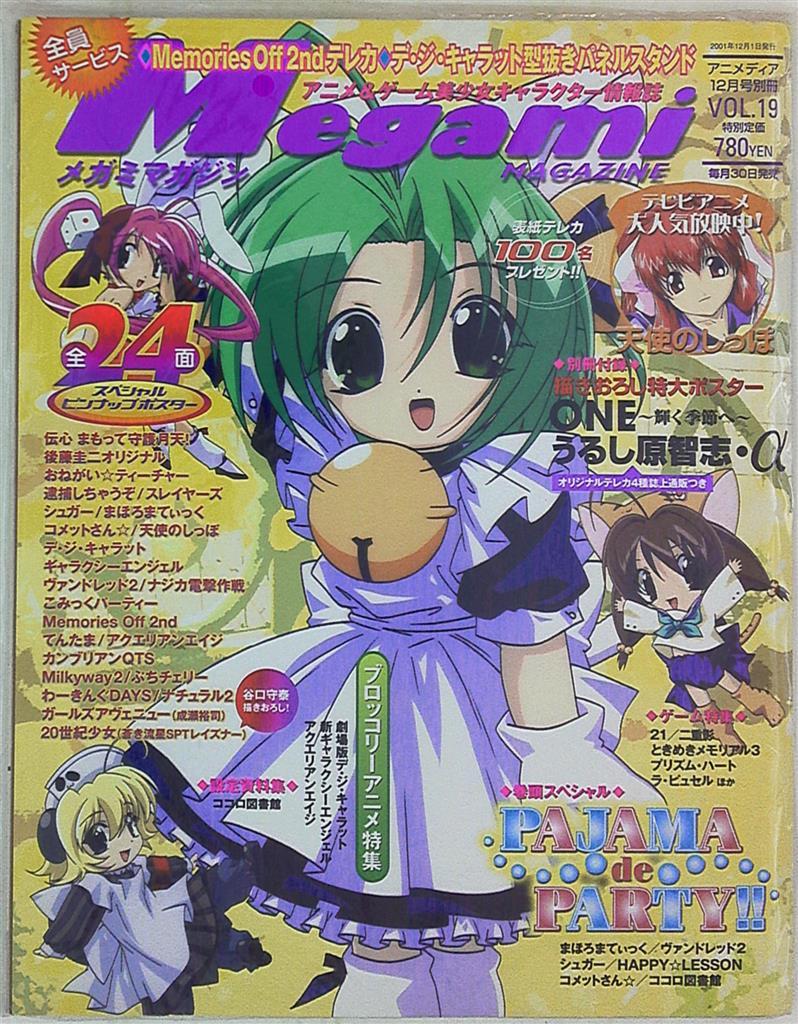 全員
サービス
◆Memories Off 2ndテレカ◆デ・ジ・キャラット型抜きパネルスタンド
アニメ&ゲーム美少女キャラクター情報誌
Megami
MAGAZINE
メガミマガジン
2001年12月1日発行
アニメディア
12月号別冊
VOL.19
特別定価
780YEN
毎月30日発売
表紙テレカ
100名
プレゼント!!
テレビアニメ
大人気放映中!
天使のしっぽ
全24面
スペシャル
ピンナップポスター
伝心 まもって守護月天!
後藤圭二オリジナル
おねがい☆ティーチャー
逮捕しちゃうぞ/スレイヤーズ
シュガー/まほろまてぃっく
コメットさん☆/天使のしっぽ
デ・ジ・キャラット
ギャラクシーエンジェル
ヴァンドレッド2/ナジカ電撃作戦
こみっくパーティー
Memories Off 2nd
てんたま/アクエリアンエイジ
カンブリアンQTS
Milkyway2/ぷちチェリー
わーきんぐDAYS/ナチュラル2
ガールズアヴェニュー(成瀬裕司)
20世紀少女(蒼き流星SPTレイズナー)
谷口守泰
描きおろし!
◆別冊付録◆
描きおろし特大ポスター
ONE～輝く季節へ～
うるし原智志・α
オリジナルテレカ4種誌上通販つき
◆ゲーム特集◆
21/二重影
ときめきメモリアル3
プリズム・ハート
ラ・ピュセル ほか
ブロッコリーアニメ特集
劇場版デ・ジ・キャラット
新ギャラクシーエンジェル
アクエリアンエイジ
◆設定資料集◆
ココロ図書館
◆巻頭スペシャル◆
PAJAMA
de
PARTY!!
まほろまてぃっく/ヴァンドレッド2
シュガー/HAPPY☆LESSON
コメットさん☆/ココロ図書館